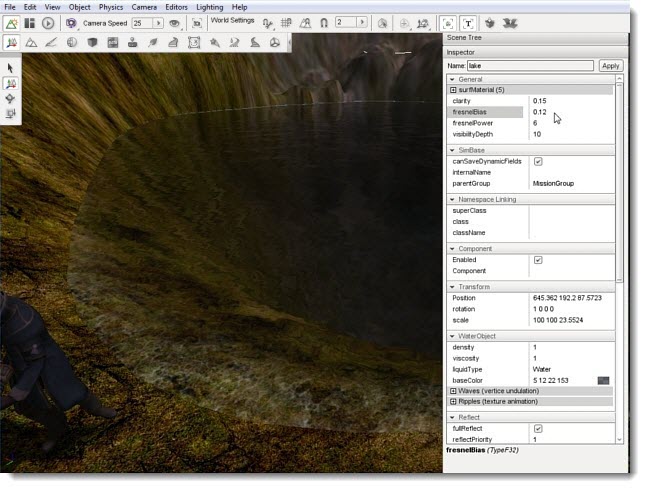 File Edit View Object Physics Camera Editors Lighting Help
Camera Speed 25 World Settings 2
Scene Tree
Inspector
Name: lake Apply
General
surfMaterial (5)
clarity 0.15
fresnelBias 0.12
fresnelPower 6
visibilityDepth 10
SimBase
canSaveDynamicFields
internalName
parentGroup MissionGroup
Namespace Linking
superClass
class
className
Component
Enabled
Component
Transform
Position 645.362 192.2 87.5723
rotation 1 0 0 0
scale 100 100 23.5524
WaterObject
density 1
viscosity 1
liquidType Water
baseColor 5 12 22 153
Waves (vertice undulation)
Ripples (texture animation)
Reflect
fullReflect
reflectPriority 1
fresnelBias (TypeF32)